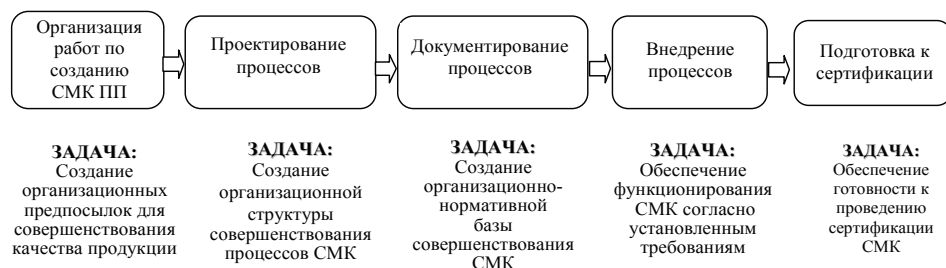 Организация
работ по
созданию
СМК ПП
Проектирование
процессов
Документирование
процессов
Внедрение
процессов
Подготовка к
сертификации
ЗАДАЧА:
Создание
организационных
предпосылок для
совершенствования
качества продукции
ЗАДАЧА:
Создание
организационной
структуры
совершенствования
процессов СМК
ЗАДАЧА:
Создание
организационно-
нормативной
базы
совершенствования
СМК
ЗАДАЧА:
Обеспечение
функционирования
СМК согласно
установленным
требованиям
ЗАДАЧА:
Обеспечение
готовности к
проведению
сертификации
СМК